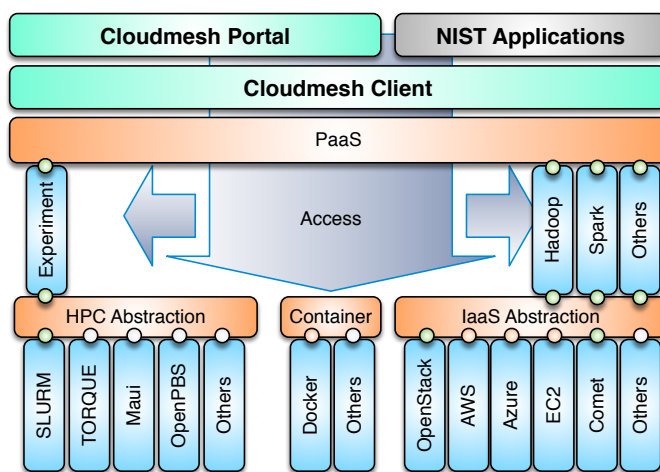 Cloudmesh Portal
NIST Applications
Cloudmesh Client
PaaS
Experiment
Access
Hadoop
Spark
Others
HPC Abstraction
Container
IaaS Abstraction
SLURM
TORQUE
Maui
OpenPBS
Others
Docker
Others
OpenStack
AWS
Azure
EC2
Comet
Others